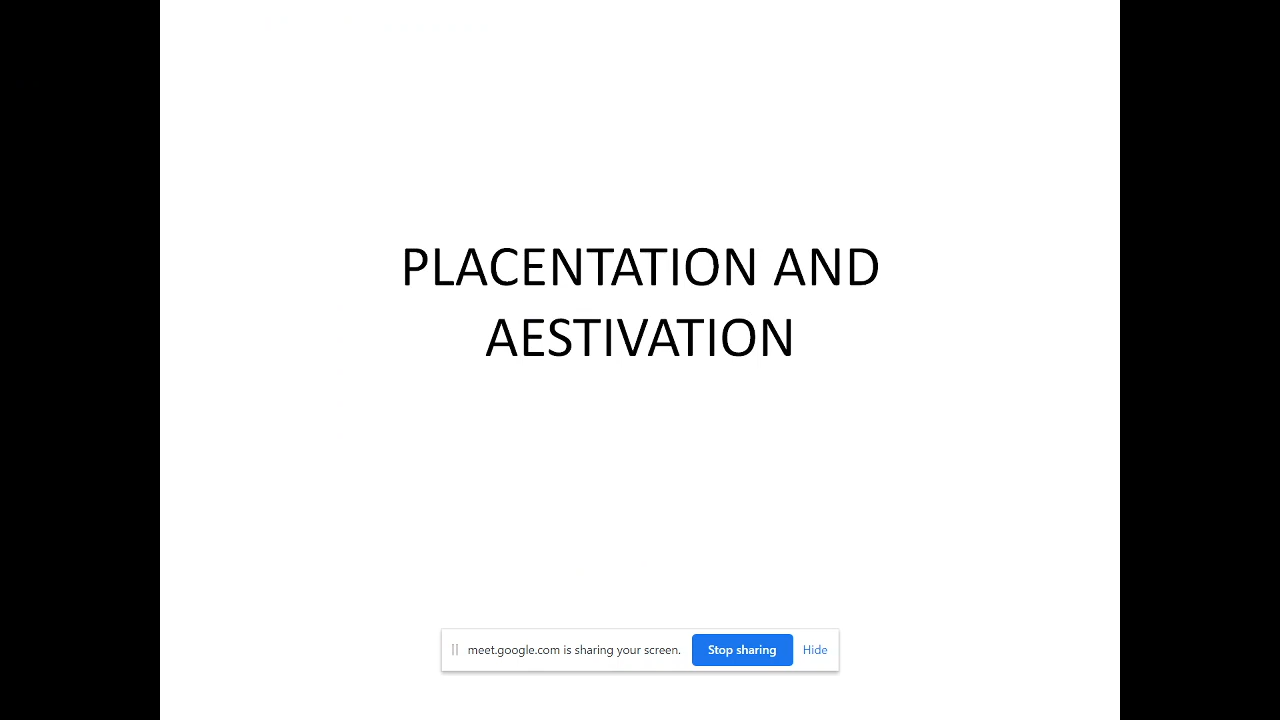 PLACENTATION AND
AESTIVATION
meet.google.com is sharing your screen. Stop sharing Hide